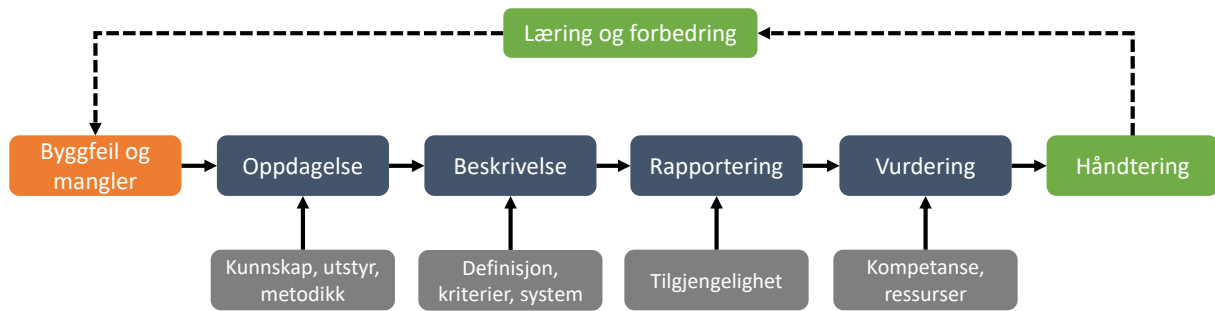 Læring og forbedring
Byggfeil og
mangler
Oppdagelse
Beskrivelse
Rapportering
Vurdering
Håndtering
Kunnskap, utstyr,
metodikk
Definisjon,
kriterier, system
Tilgjengelighet
Kompetanse,
ressurser